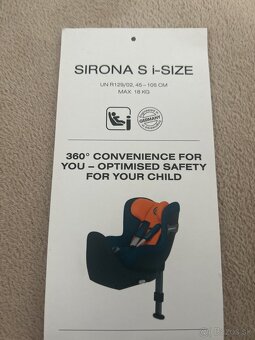 SIRONA S i-SIZE
UN R129/02, 45 – 105 CM
MAX. 18 KG
GERMANY
360° CONVENIENCE FOR
YOU – OPTIMISED SAFETY
FOR YOUR CHILD